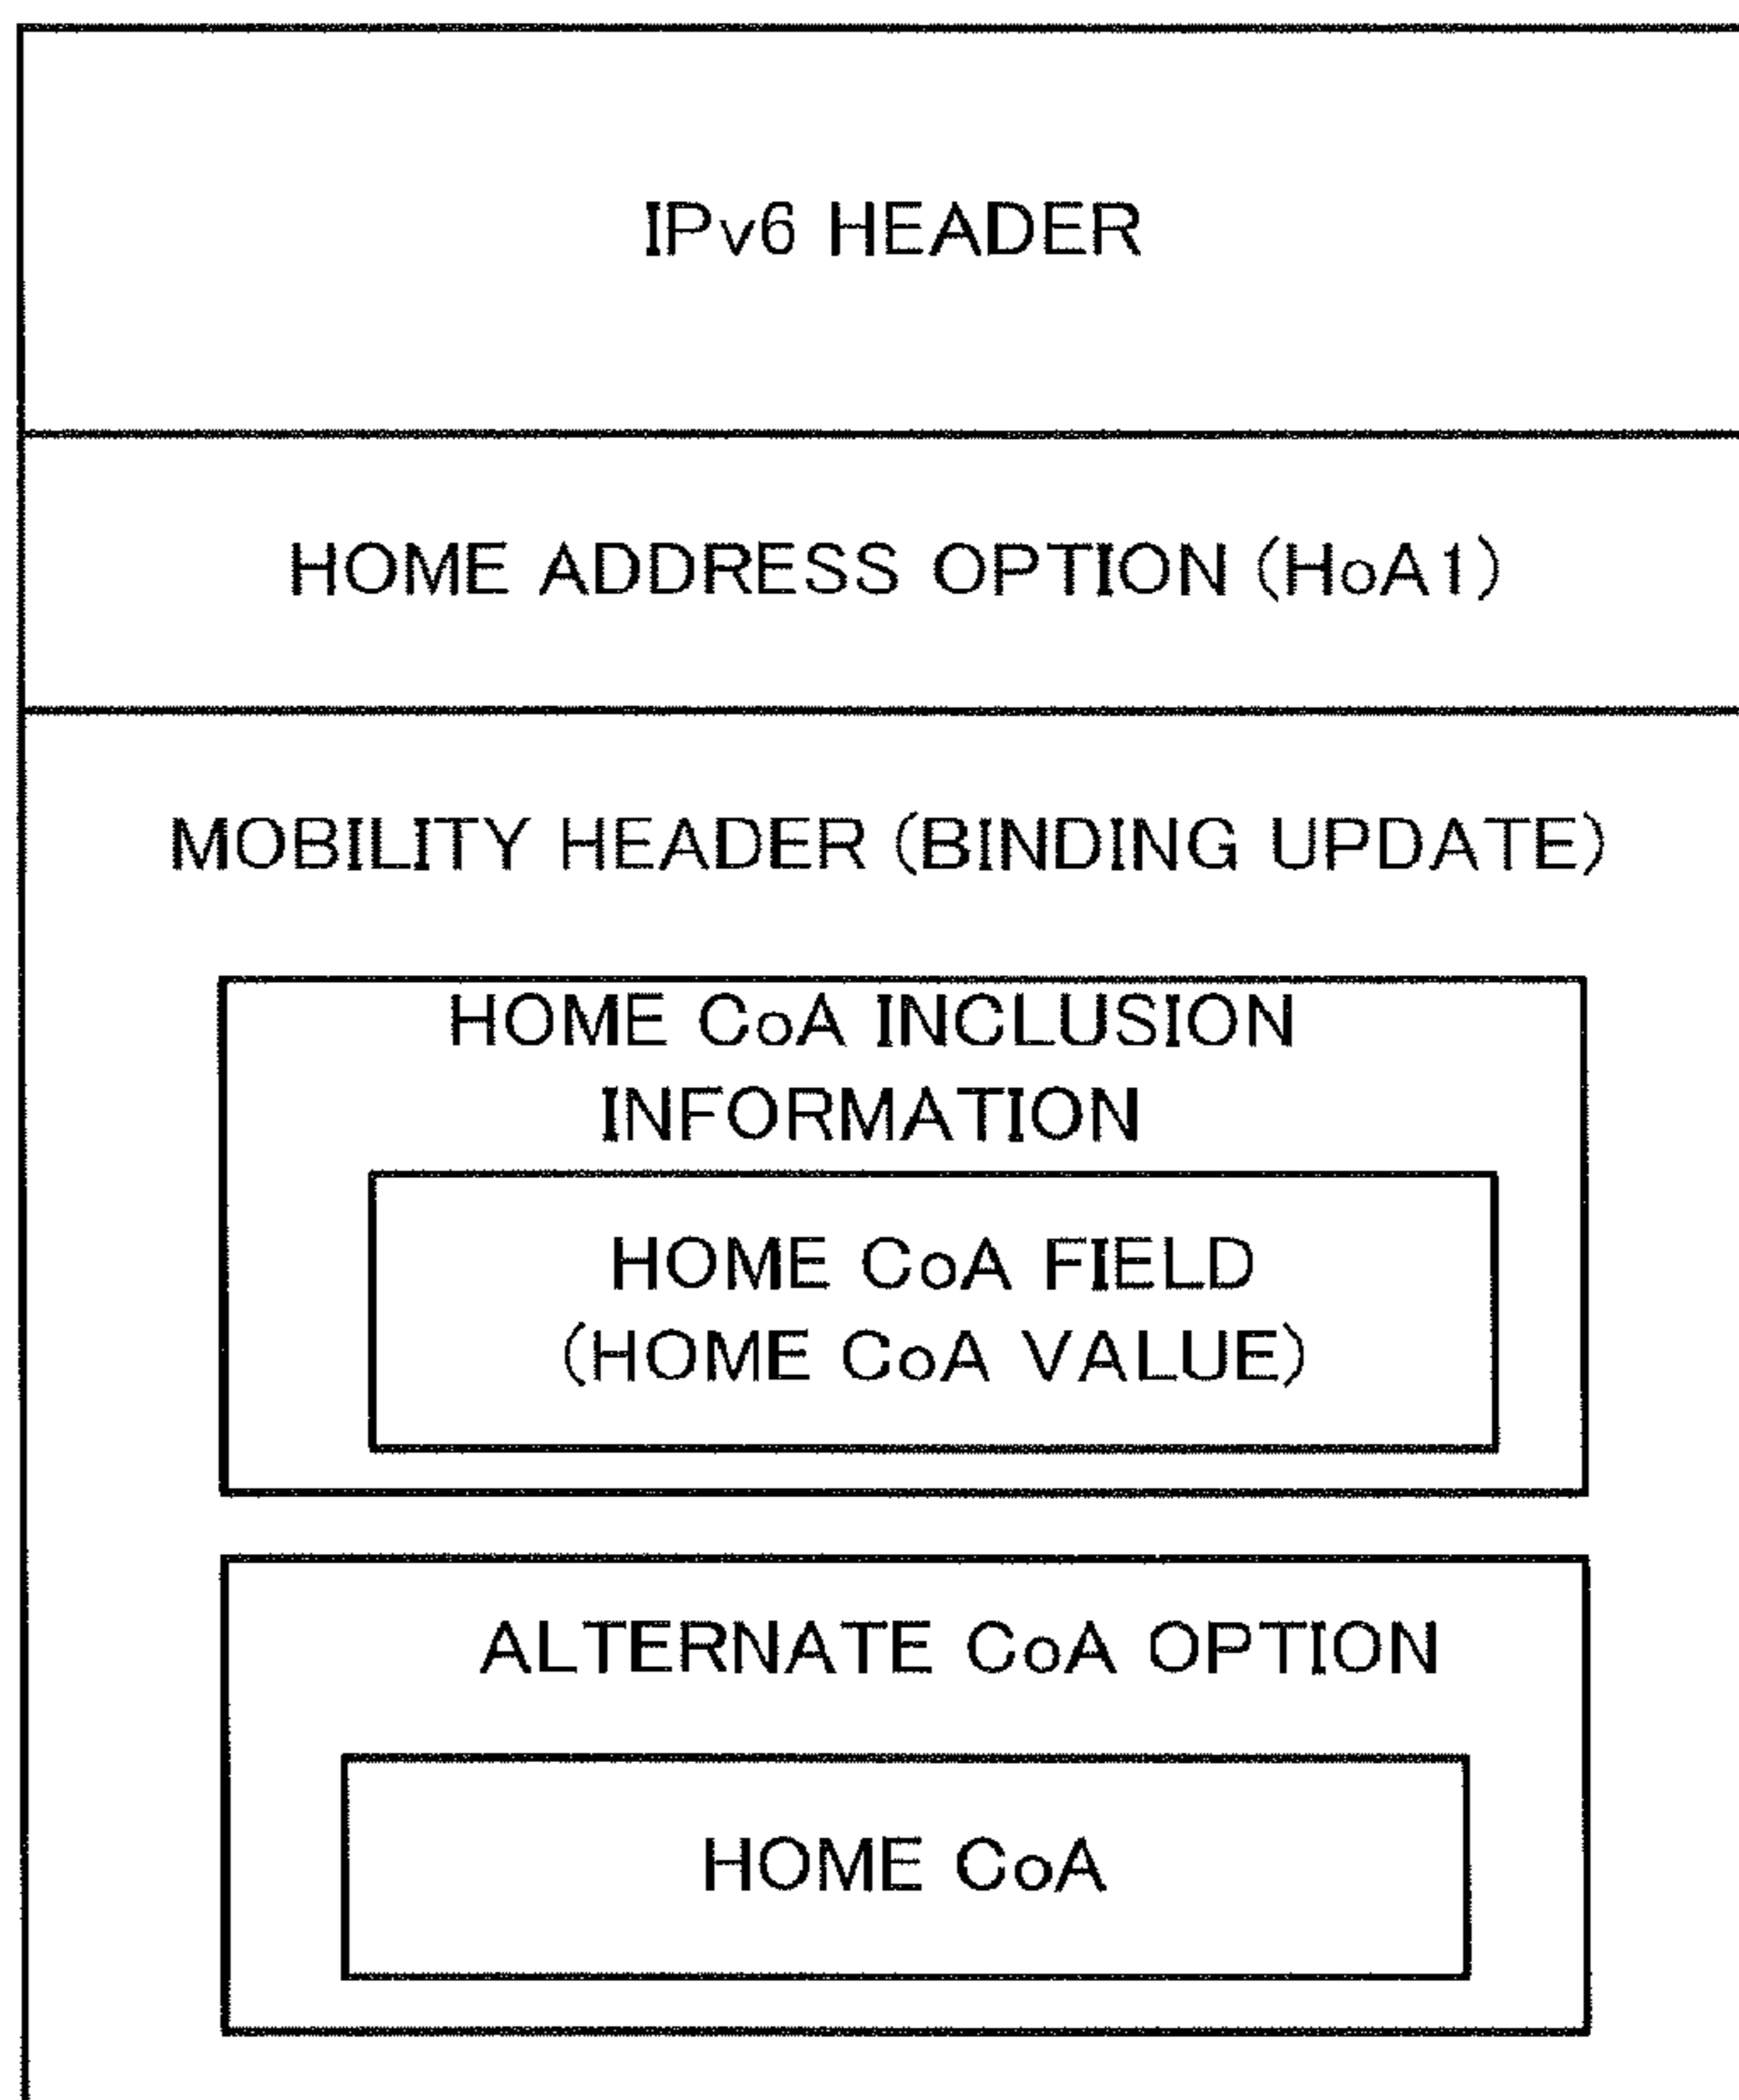 IPv6 HEADER
HOME ADDRESS OPTION (HoA1)
MOBILITY HEADER (BINDING UPDATE)
HOME CoA INCLUSION
INFORMATION
HOME CoA FIELD
(HOME CoA VALUE)
ALTERNATE CoA OPTION
HOME CoA